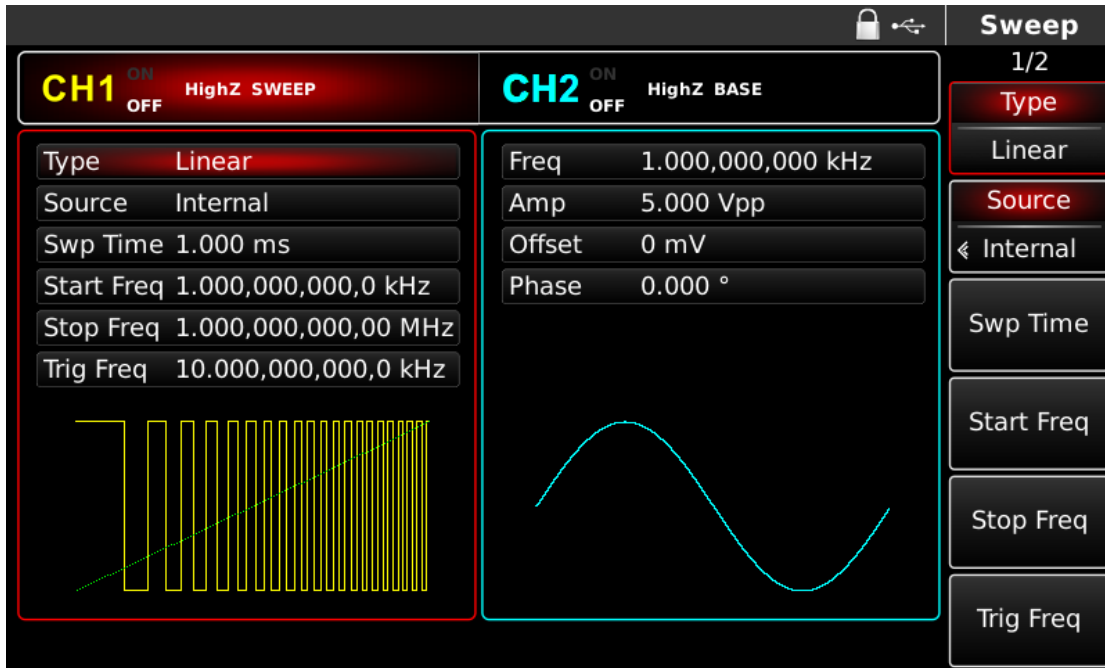 Sweep
1/2
CH1 ON OFF HighZ SWEEP
CH2 ON OFF HighZ BASE
Type Linear
Source Internal
Swp Time 1.000 ms
Start Freq 1.000,000,000,0 kHz
Stop Freq 1.000,000,000,00 MHz
Trig Freq 10.000,000,000,0 kHz
Freq 1.000,000,000 kHz
Amp 5.000 Vpp
Offset 0 mV
Phase 0.000 °
Type
Linear
Source
Internal
Swp Time
Start Freq
Stop Freq
Trig Freq